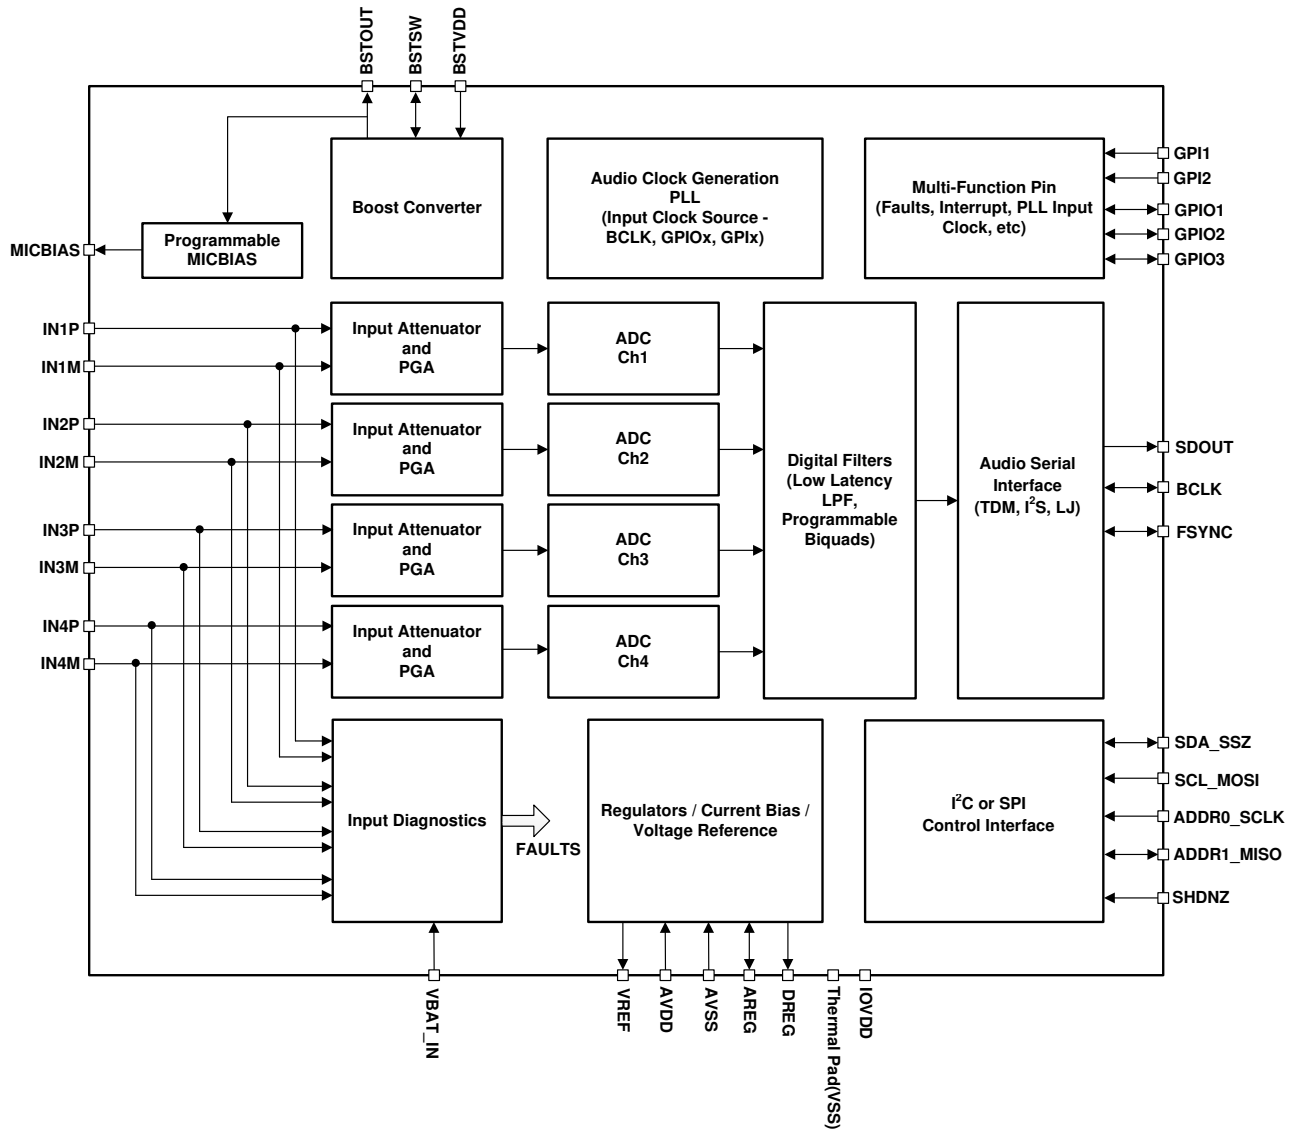 BSTOUT
BSTSW
BSTVDD
Boost Converter
Audio Clock Generation
PLL
(Input Clock Source -
BCLK, GPIOx, GPIx)
Multi-Function Pin
(Faults, Interrupt, PLL Input
Clock, etc)
GPI1
GPI2
GPIO1
GPIO2
GPIO3
MICBIAS
Programmable
MICBIAS
IN1P
IN1M
IN2P
IN2M
IN3P
IN3M
IN4P
IN4M
Input Attenuator
and
PGA
ADC
Ch1
Input Attenuator
and
PGA
ADC
Ch2
Input Attenuator
and
PGA
ADC
Ch3
Input Attenuator
and
PGA
ADC
Ch4
Digital Filters
(Low Latency
LPF,
Programmable
Biquads)
Audio Serial
Interface
(TDM, I²S, LJ)
SDOUT
BCLK
FSYNC
Input Diagnostics
FAULTS
Regulators / Current Bias /
Voltage Reference
I²C or SPI
Control Interface
SDA_SSZ
SCL_MOSI
ADDR0_SCLK
ADDR1_MISO
SHDNZ
VBAT_IN
VREF
AVDD
AVSS
AREG
DREG
Thermal Pad(VSS)
IOVDD